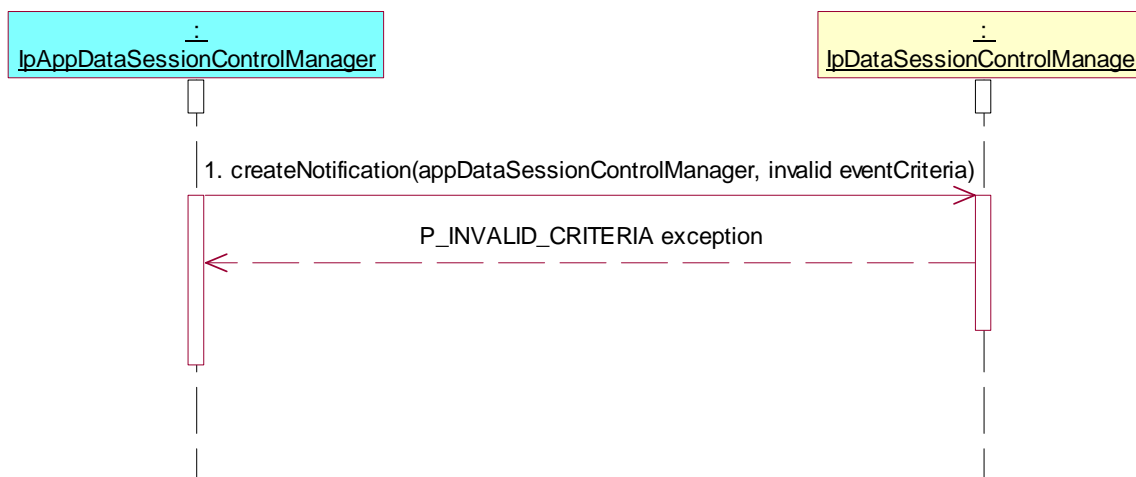 :
IpAppDataSessionControlManager
:
IpDataSessionControlManage
1. createNotification(appDataSessionControlManager, invalid eventCriteria)
P_INVALID_CRITERIA exception